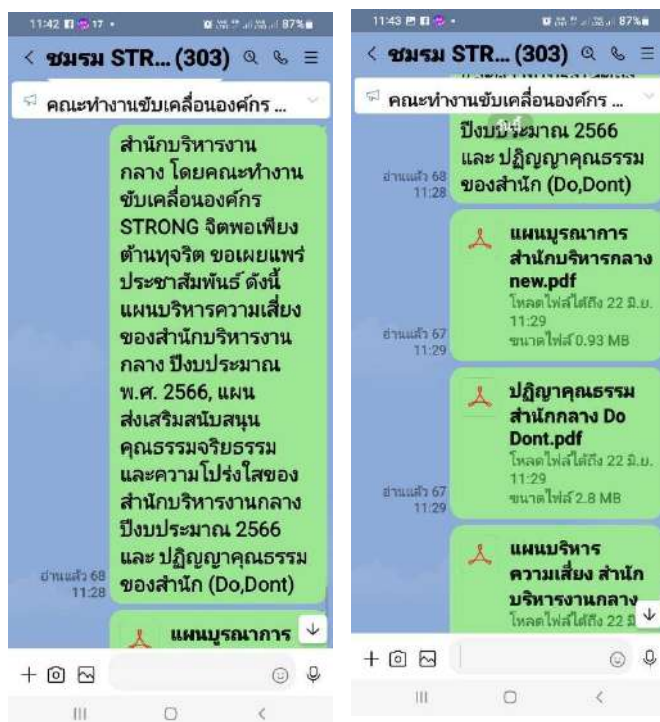 11:42
17
87%
ชมรม STR... (303)
คณะทำงานขับเคลื่อนองค์กร ...
สำนักบริหารงาน
กลาง โดยคณะทำงาน
ขับเคลื่อนองค์กร
STRONG จิตพอเพียง
ต้านทุจริต ขอเผยแพร่
ประชาสัมพันธ์ ดังนี้
แผนบริหารความเสี่ยง
ของสำนักบริหารงาน
กลาง ปีงบประมาณ
พ.ศ. 2566, แผน
ส่งเสริมสนับสนุน
คุณธรรมจริยธรรม
และความโปร่งใสของ
สำนักบริหารงานกลาง
ปีงบประมาณ 2566
และ ปฏิญญาคุณธรรม
ของสำนัก (Do,Dont)
อ่านแล้ว 68
11:28
แผนบูรณาการ
11:43
87%
ชมรม STR... (303)
คณะทำงานขับเคลื่อนองค์กร ...
วันนี้
ปีงบประมาณ 2566
และ ปฏิญญาคุณธรรม
ของสำนัก (Do,Dont)
อ่านแล้ว 68
11:28
แผนบูรณาการ
สำนักบริหารกลาง
new.pdf
โหลดไฟล์ได้ถึง 22 มิ.ย.
11:29
ขนาดไฟล์ 0.93 MB
อ่านแล้ว 67
11:29
ปฏิญาคุณธรรม
สำนักกลาง Do
Dont.pdf
โหลดไฟล์ได้ถึง 22 มิ.ย.
11:29
ขนาดไฟล์ 2.8 MB
อ่านแล้ว 67
11:29
แผนบริหาร
ความเสี่ยง สำนัก
บริหารงานกลาง
โหลดไฟล์ได้ถึง 22